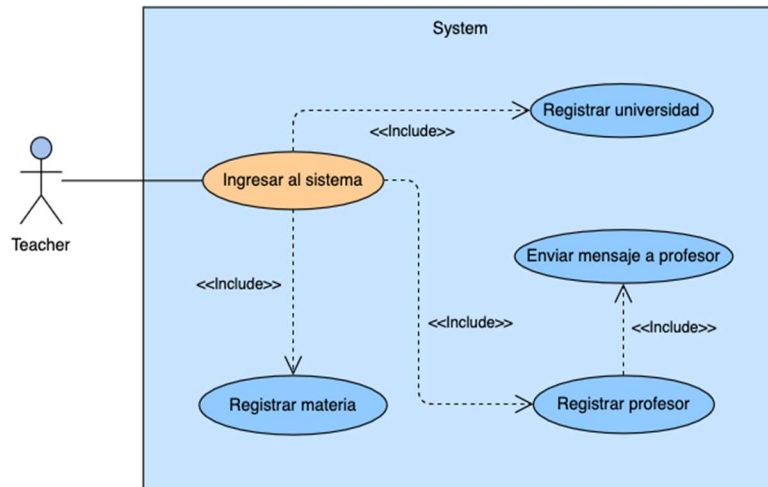 System
Registrar universidad
<<Include>>
Ingresar al sistema
Teacher
Enviar mensaje a profesor
<<Include>>
<<Include>>
<<Include>>
Registrar materia
Registrar profesor